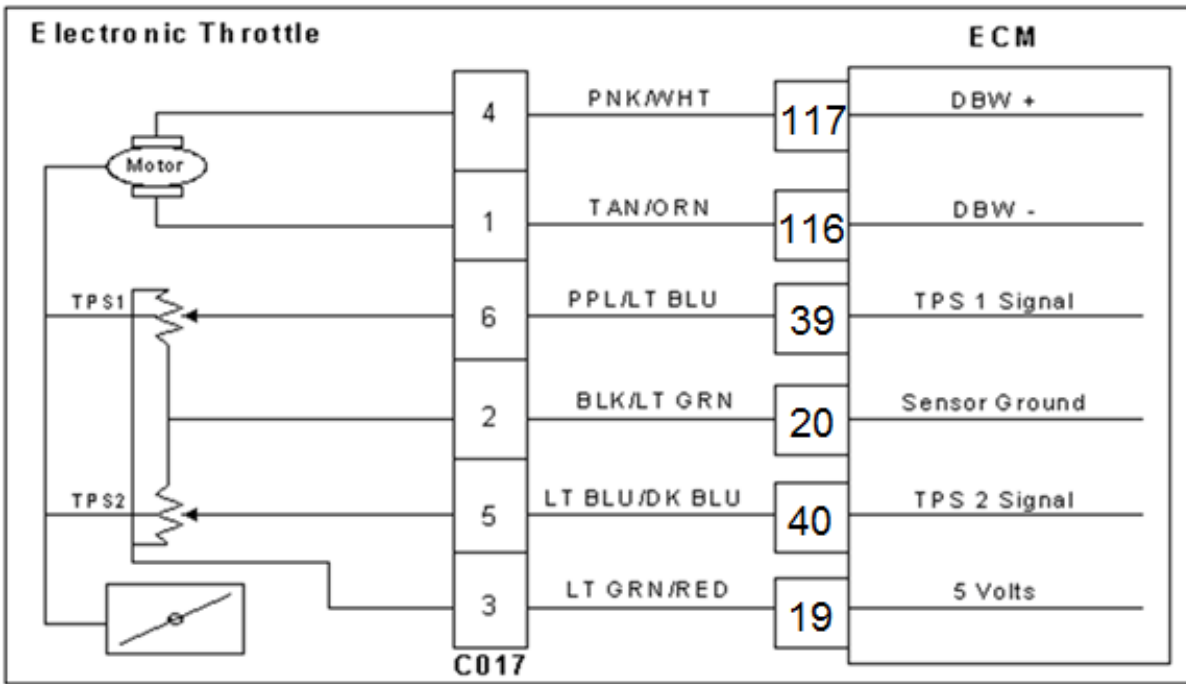 Electronic Throttle
ECM
4
PNK/WHT
117
DBW +
Motor
1
TAN/ORN
116
DBW -
TPS1
6
PPL/LT BLU
39
TPS 1 Signal
2
BLK/LT GRN
20
Sensor Ground
TPS2
5
LT BLU/DK BLU
40
TPS 2 Signal
3
LT GRN/RED
19
5 Volts
C017